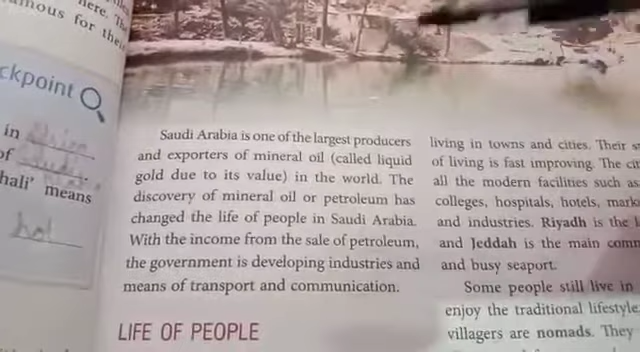 here. Th
amous for thei
ckpoint
in
of
hali' means
hot
Saudi Arabia is one of the largest producers
and exporters of mineral oil (called liquid
gold due to its value) in the world. The
discovery of mineral oil or petroleum has
changed the life of people in Saudi Arabia.
With the income from the sale of petroleum,
the government is developing industries and
means of transport and communication.
LIFE OF PEOPLE
living in towns and cities. Their s
of living is fast improving. The ci
all the modern facilities such as
colleges, hospitals, hotels, mark
and industries. Riyadh is the l
and Jeddah is the main comm
and busy seaport.
Some people still live in
enjoy the traditional lifestyle.
villagers are nomads. They